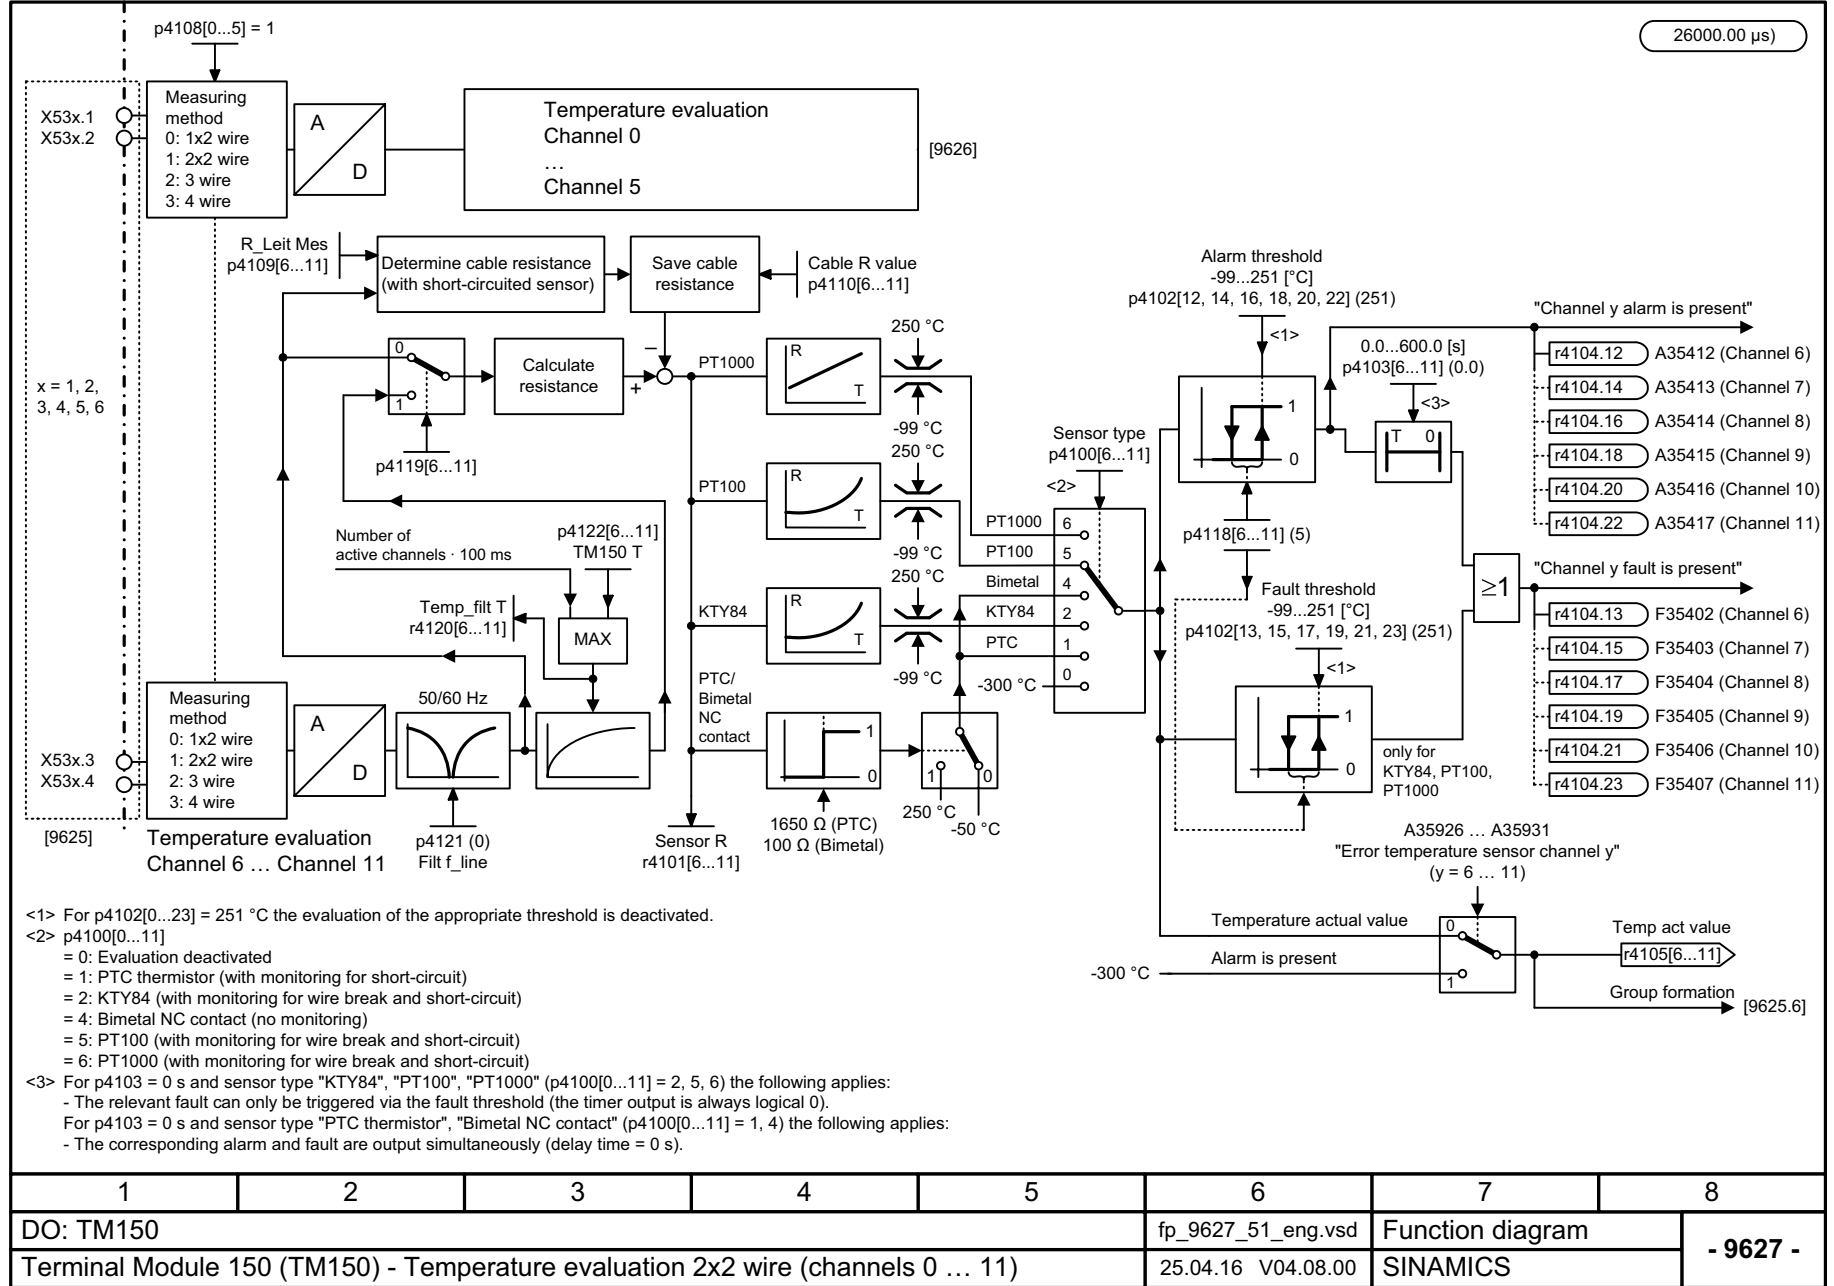 p4108[0...5] = 1
26000.00 µs)
X53x.1
X53x.2
Measuring
method
0: 1x2 wire
1: 2x2 wire
2: 3 wire
3: 4 wire
A
D
Temperature evaluation
Channel 0
...
Channel 5
[9626]
R_Leit Mes
p4109[6...11]
Determine cable resistance
(with short-circuited sensor)
Save cable
resistance
Cable R value
p4110[6...11]
x = 1, 2,
3, 4, 5, 6
0
1
p4119[6...11]
Calculate
resistance
–
+
PT1000
R
T
250 °C
-99 °C
PT100
R
T
250 °C
-99 °C
KTY84
R
T
250 °C
-99 °C
PTC/
Bimetal
NC
contact
1
0
1650 Ω (PTC)
100 Ω (Bimetal)
1
0
250 °C
-50 °C
Number of
active channels · 100 ms
p4122[6...11]
TM150 T
Temp_filt T
r4120[6...11]
MAX
50/60 Hz
p4121 (0)
Filt f_line
Sensor R
r4101[6...11]
X53x.3
X53x.4
[9625]
Measuring
method
0: 1x2 wire
1: 2x2 wire
2: 3 wire
3: 4 wire
A
D
Temperature evaluation
Channel 6 … Channel 11
Sensor type
p4100[6...11]
<2>
PT1000 6
PT100 5
Bimetal 4
KTY84 2
PTC 1
-300 °C 0
Alarm threshold
-99...251 [°C]
p4102[12, 14, 16, 18, 20, 22] (251)
<1>
1
0
p4118[6...11] (5)
0.0...600.0 [s]
p4103[6...11] (0.0)
<3>
T 0
Fault threshold
-99...251 [°C]
p4102[13, 15, 17, 19, 21, 23] (251)
<1>
1
0
only for
KTY84, PT100,
PT1000
≥1
"Channel y alarm is present"
r4104.12 A35412 (Channel 6)
r4104.14 A35413 (Channel 7)
r4104.16 A35414 (Channel 8)
r4104.18 A35415 (Channel 9)
r4104.20 A35416 (Channel 10)
r4104.22 A35417 (Channel 11)
"Channel y fault is present"
r4104.13 F35402 (Channel 6)
r4104.15 F35403 (Channel 7)
r4104.17 F35404 (Channel 8)
r4104.19 F35405 (Channel 9)
r4104.21 F35406 (Channel 10)
r4104.23 F35407 (Channel 11)
A35926 … A35931
"Error temperature sensor channel y"
(y = 6 … 11)
Temperature actual value
Alarm is present
-300 °C
0
1
Temp act value
r4105[6...11]
Group formation
[9625.6]
<1> For p4102[0...23] = 251 °C the evaluation of the appropriate threshold is deactivated.
<2> p4100[0...11]
= 0: Evaluation deactivated
= 1: PTC thermistor (with monitoring for short-circuit)
= 2: KTY84 (with monitoring for wire break and short-circuit)
= 4: Bimetal NC contact (no monitoring)
= 5: PT100 (with monitoring for wire break and short-circuit)
= 6: PT1000 (with monitoring for wire break and short-circuit)
<3> For p4103 = 0 s and sensor type "KTY84", "PT100", "PT1000" (p4100[0...11] = 2, 5, 6) the following applies:
- The relevant fault can only be triggered via the fault threshold (the timer output is always logical 0).
For p4103 = 0 s and sensor type "PTC thermistor", "Bimetal NC contact" (p4100[0...11] = 1, 4) the following applies:
- The corresponding alarm and fault are output simultaneously (delay time = 0 s).
1 2 3 4 5 6 7 8
DO: TM150
fp_9627_51_eng.vsd
Function diagram
- 9627 -
Terminal Module 150 (TM150) - Temperature evaluation 2x2 wire (channels 0 … 11)
25.04.16 V04.08.00
SINAMICS